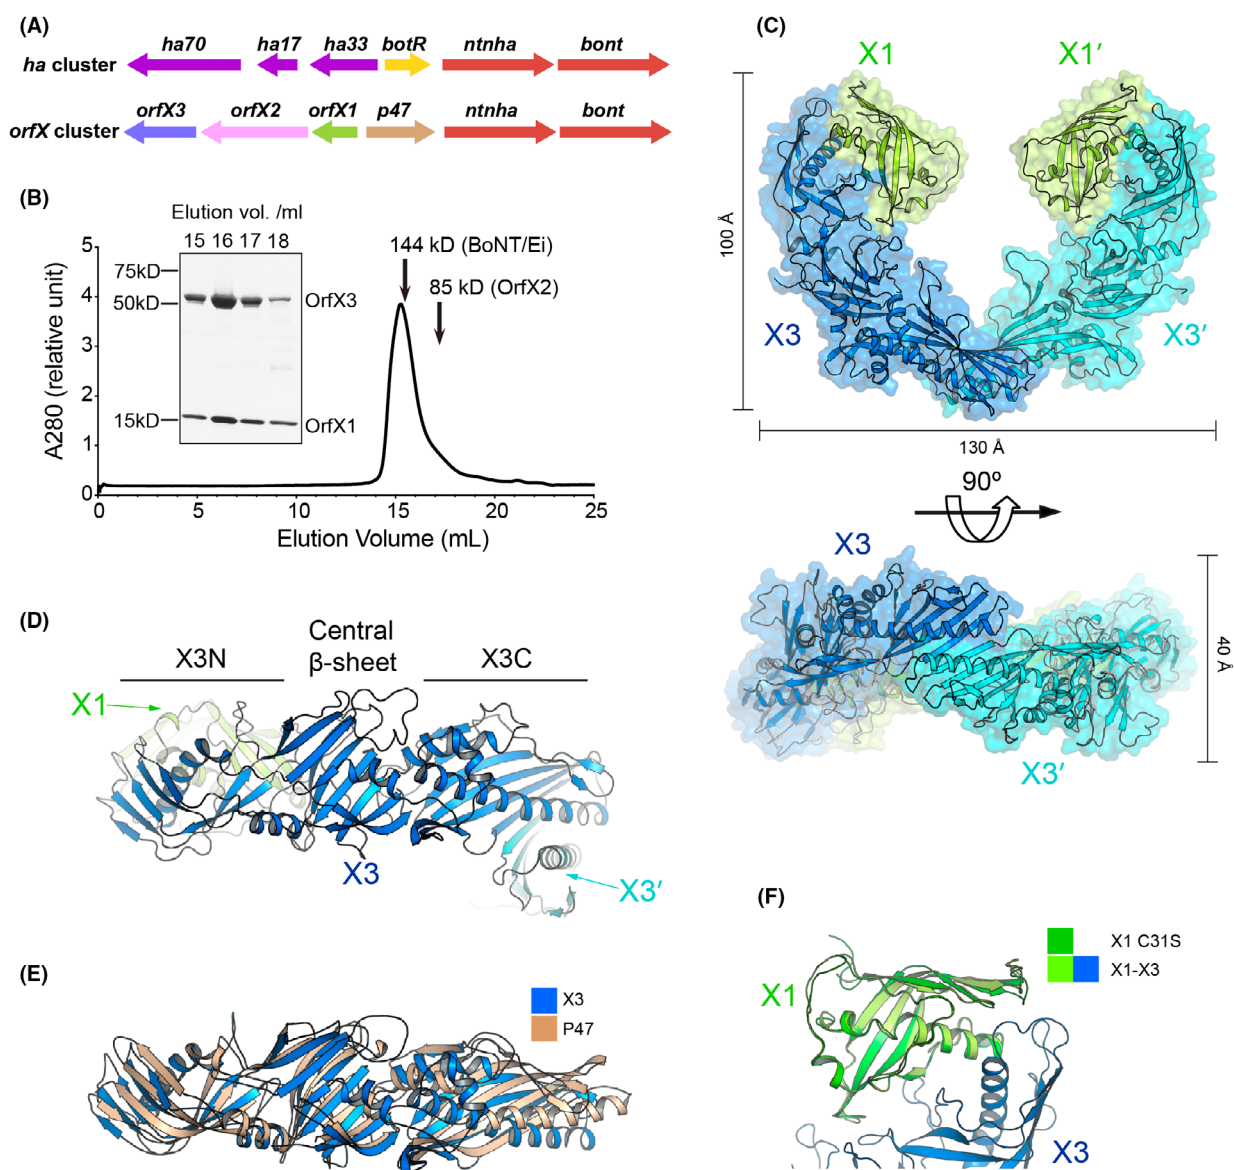 (A)
ha70 ha17 ha33 botR ntnha bont
ha cluster
orfX3 orfX2 orfX1 p47 ntnha bont
orfX cluster
(B)
Elution vol. /ml
15 16 17 18
75kD
50kD
15kD
OrfX3
OrfX1
144 kD (BoNT/Ei)
85 kD (OrfX2)
A280 (relative unit)
5
4
3
2
1
0
0 5 10 15 20 25
Elution Volume (mL)
(C)
X1 X1′
100 Å
X3 X3′
130 Å
90º
X3
40 Å
X3′
(D)
Central
β-sheet
X3N X3C
X1
X3
X3′
(E)
X3
P47
(F)
X1 C31S
X1-X3
X1
X3